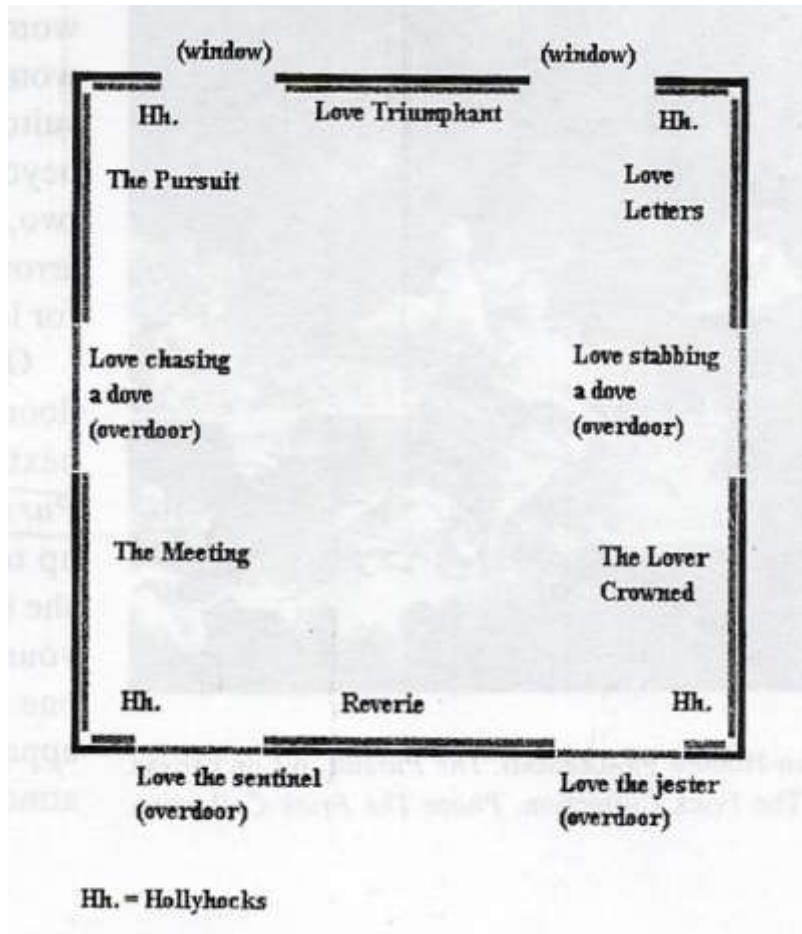 (window)
(window)
Hh.
Love Triumphant
Hh.
The Pursuit
Love
Letters
Love chasing
a dove
(overdoor)
Love stabbing
a dove
(overdoor)
The Meeting
The Lover
Crowned
Hh.
Reverie
Hh.
Love the sentinel
(overdoor)
Love the jester
(overdoor)
Hh. = Hollyhocks